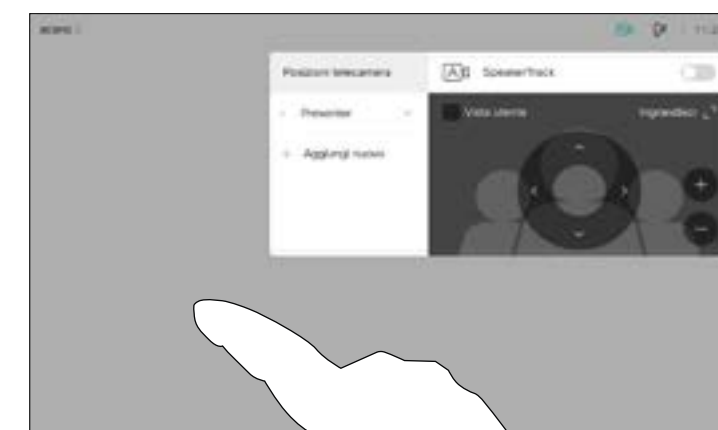 Posizioni telecamera
SpeakerTrack
Presenter
Vista utente
Ingrandisci
+ Aggiungi nuovo